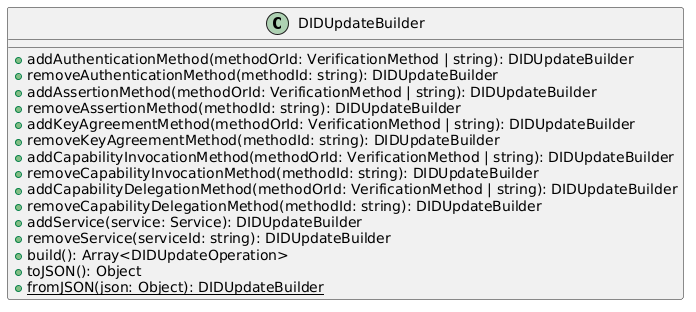 C DIDUpdateBuilder
addAuthenticationMethod(methodOrId: VerificationMethod | string): DIDUpdateBuilder
removeAuthenticationMethod(methodId: string): DIDUpdateBuilder
addAssertionMethod(methodOrId: VerificationMethod | string): DIDUpdateBuilder
removeAssertionMethod(methodId: string): DIDUpdateBuilder
addKeyAgreementMethod(methodOrId: VerificationMethod | string): DIDUpdateBuilder
removeKeyAgreementMethod(methodId: string): DIDUpdateBuilder
addCapabilityInvocationMethod(methodOrId: VerificationMethod | string): DIDUpdateBuilder
removeCapabilityInvocationMethod(methodId: string): DIDUpdateBuilder
addCapabilityDelegationMethod(methodOrId: VerificationMethod | string): DIDUpdateBuilder
removeCapabilityDelegationMethod(methodId: string): DIDUpdateBuilder
addService(service: Service): DIDUpdateBuilder
removeService(serviceId: string): DIDUpdateBuilder
build(): Array<DIDUpdateOperation>
toJSON(): Object
fromJSON(json: Object): DIDUpdateBuilder